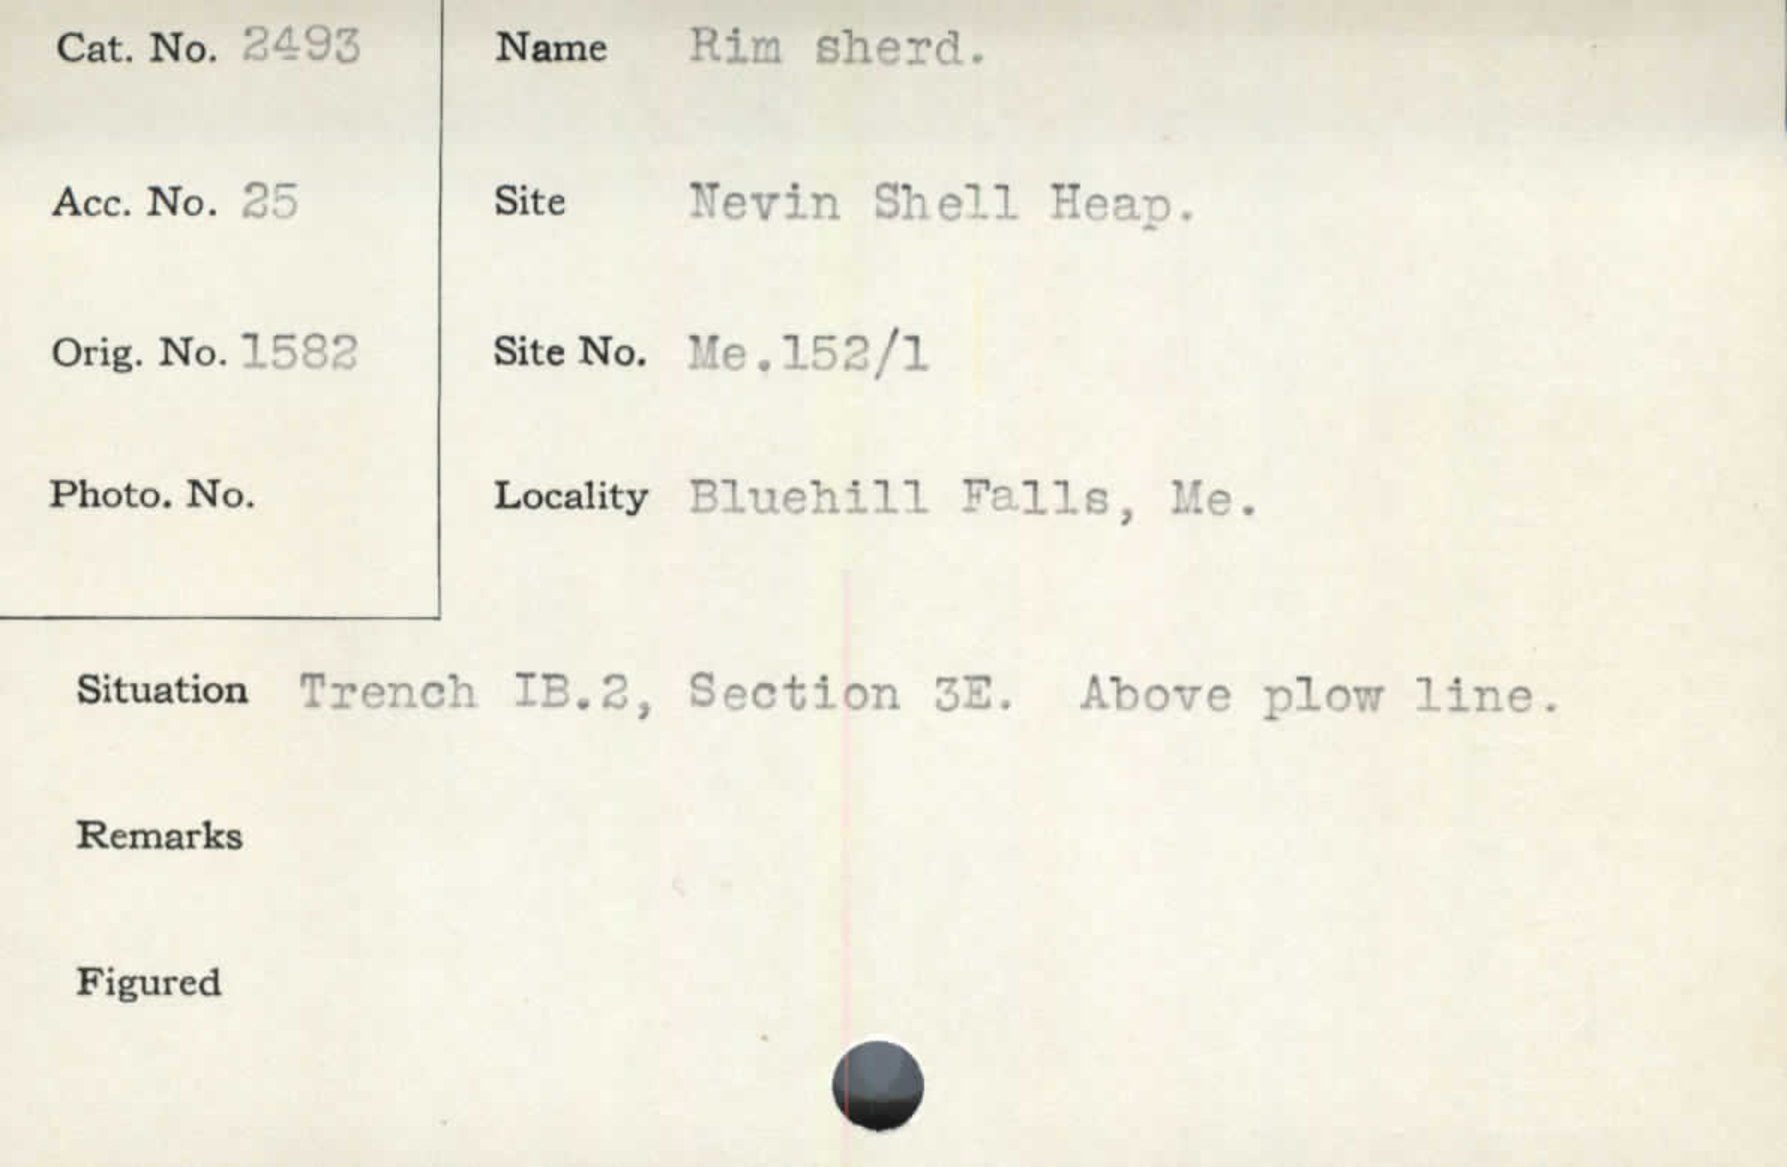 Cat. No. 2493
Name Rim sherd.
Acc. No. 25
Site Nevin Shell Heap.
Orig. No. 1582
Site No. Me.152/1
Photo. No.
Locality Bluehill Falls, Me.
Situation Trench IB.2, Section 3E. Above plow line.
Remarks
Figured